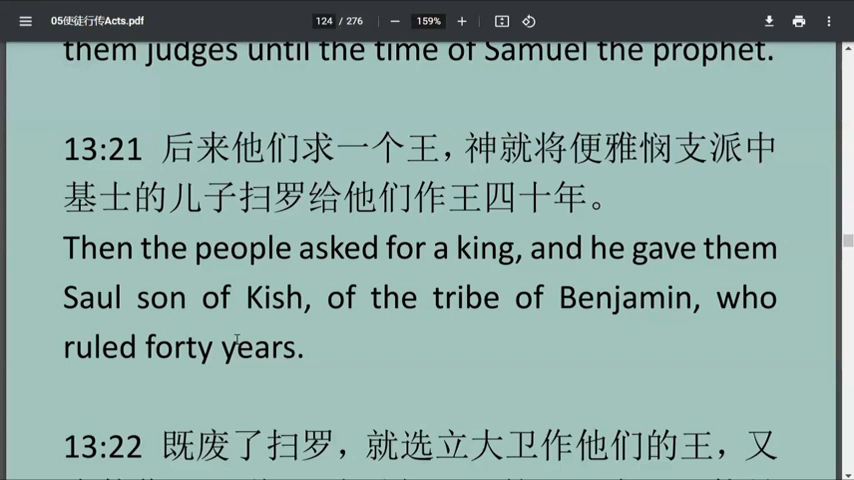 05使徒行传Acts.pdf
124 / 276
159%
them judges until the time of Samuel the prophet.
13:21 后来他们求一个王，神就将便雅悯支派中
基士的儿子扫罗给他们作王四十年。
Then the people asked for a king, and he gave them
Saul son of Kish, of the tribe of Benjamin, who
ruled forty years.
13:22 既废了扫罗，就选立大卫作他们的王，又